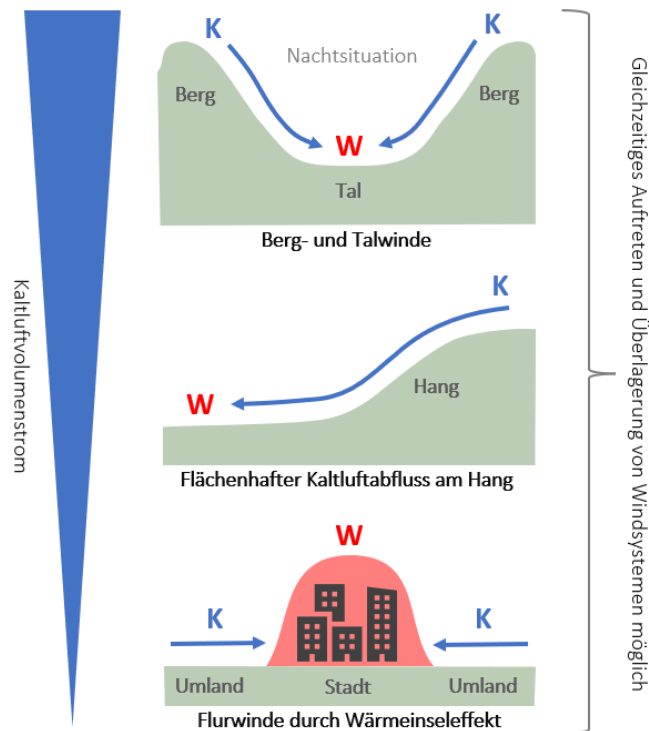 K
K
Nachtsituation
Berg
Berg
W
Tal
Berg- und Talwinde
K
Hang
W
Flächenhafter Kaltluftabfluss am Hang
W
K
K
Umland
Stadt
Umland
Flurwinde durch Wärmeinseleffekt
Kaltluftvolumenstrom
Gleichzeitiges Auftreten und Überlagerung von Windsystemen möglich